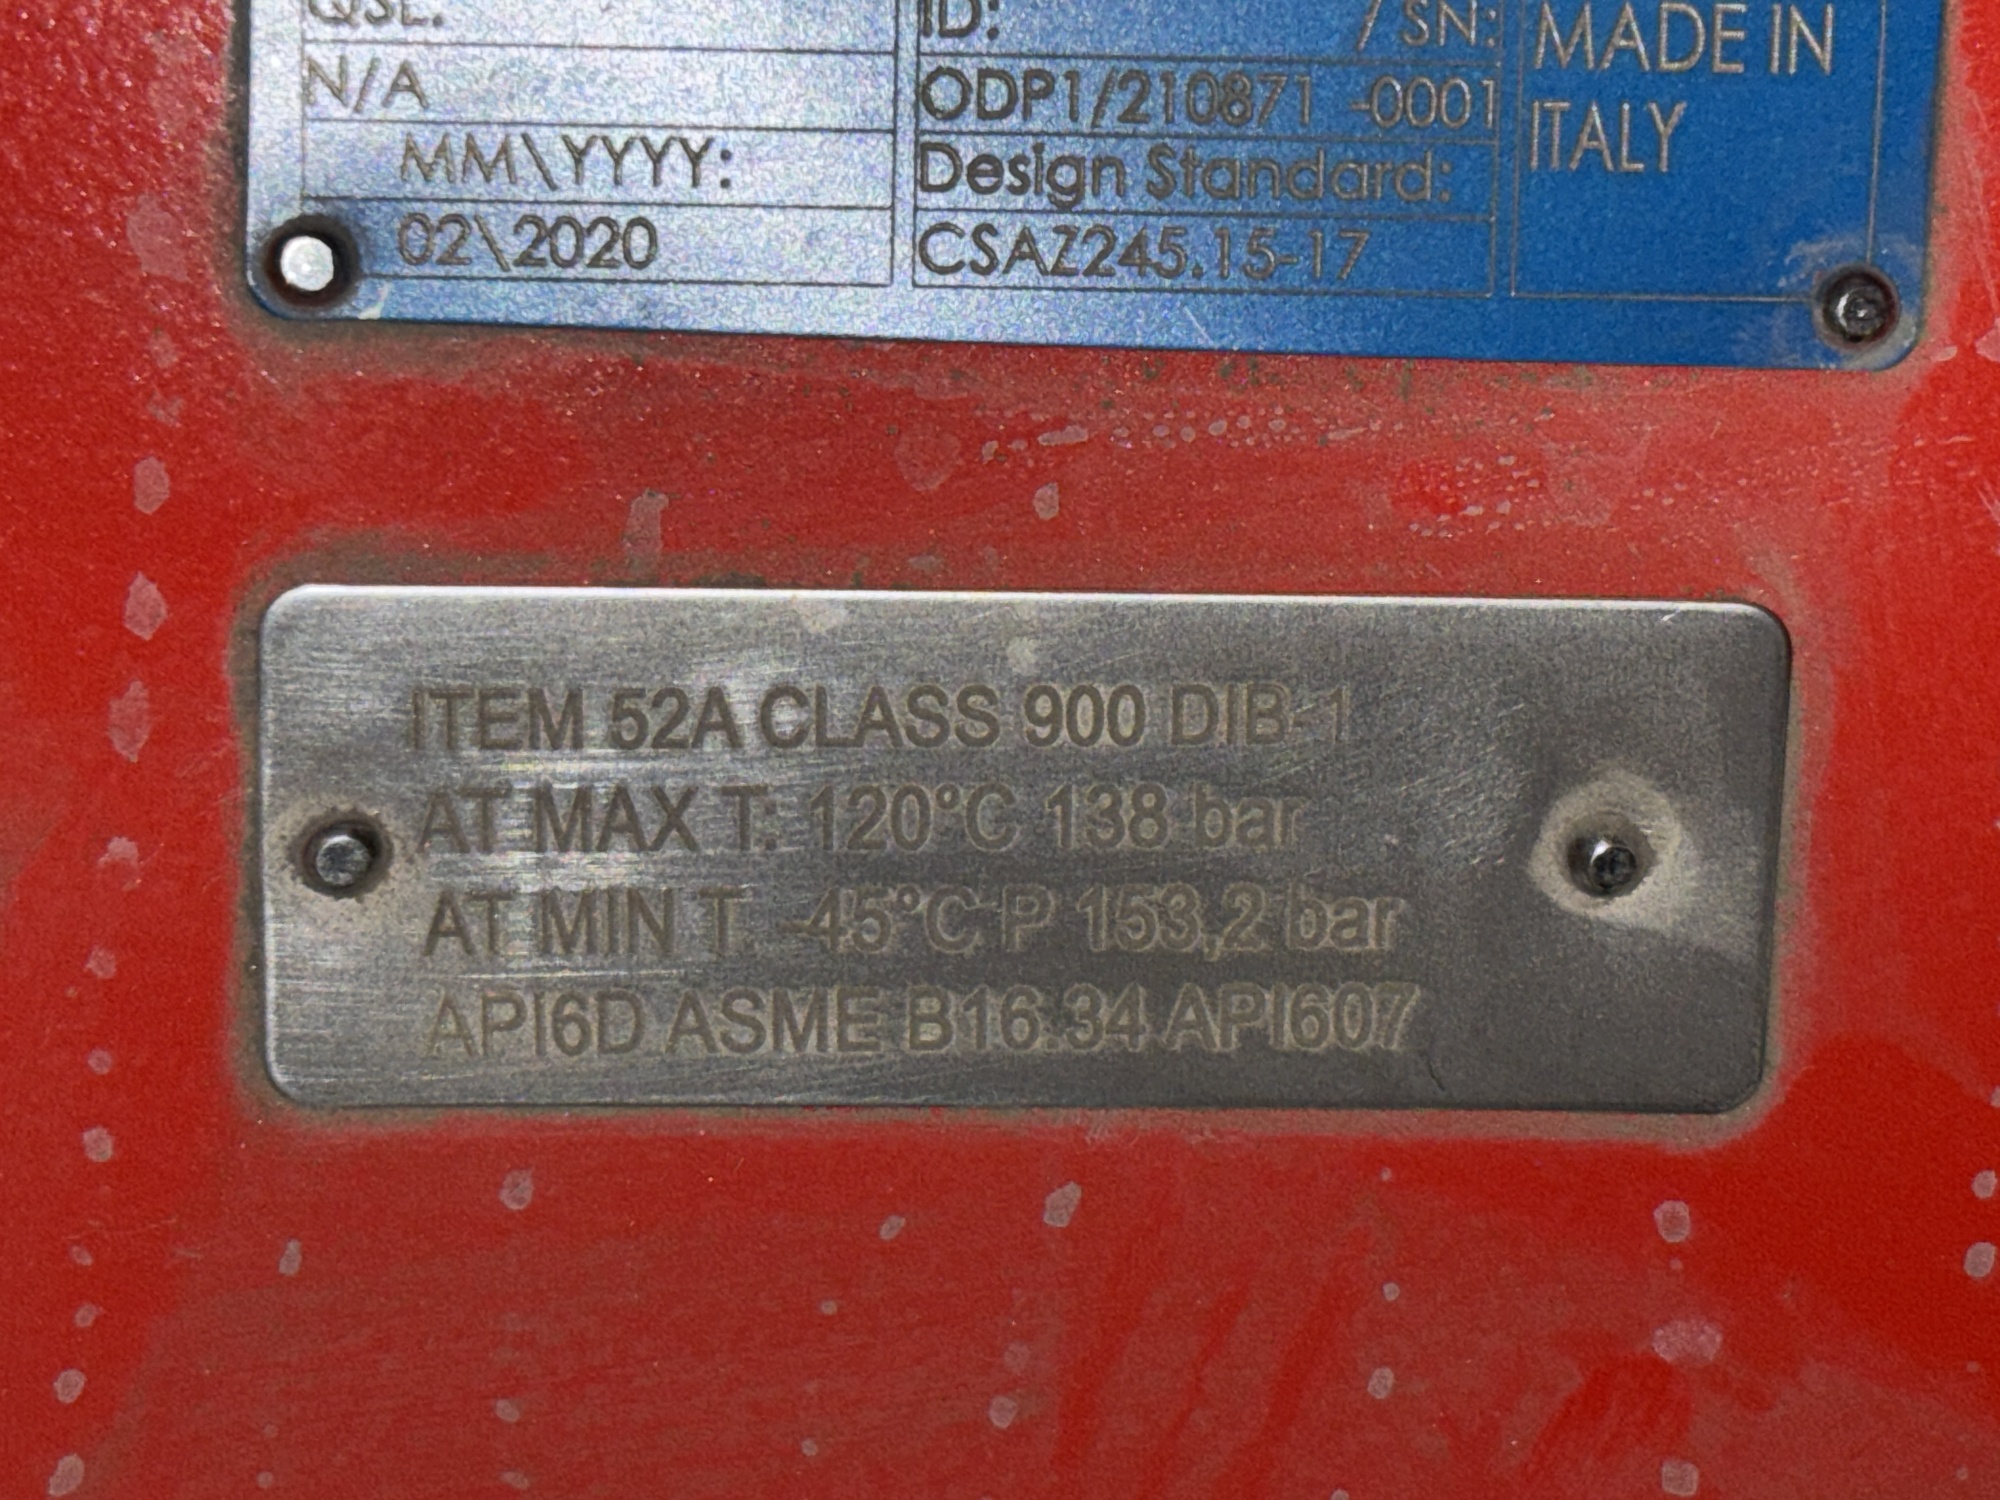 QSL:
N/A
MM\YYYY:
02\2020
ID: / SN:
ODP1/210871 -0001
Design Standard:
CSAZ245.15-17
MADE IN
ITALY
ITEM 52A CLASS 900 DIB-1
AT MAX T: 120°C 138 bar
AT MIN T -45°C P 153,2 bar
API6D ASME B16.34 API607